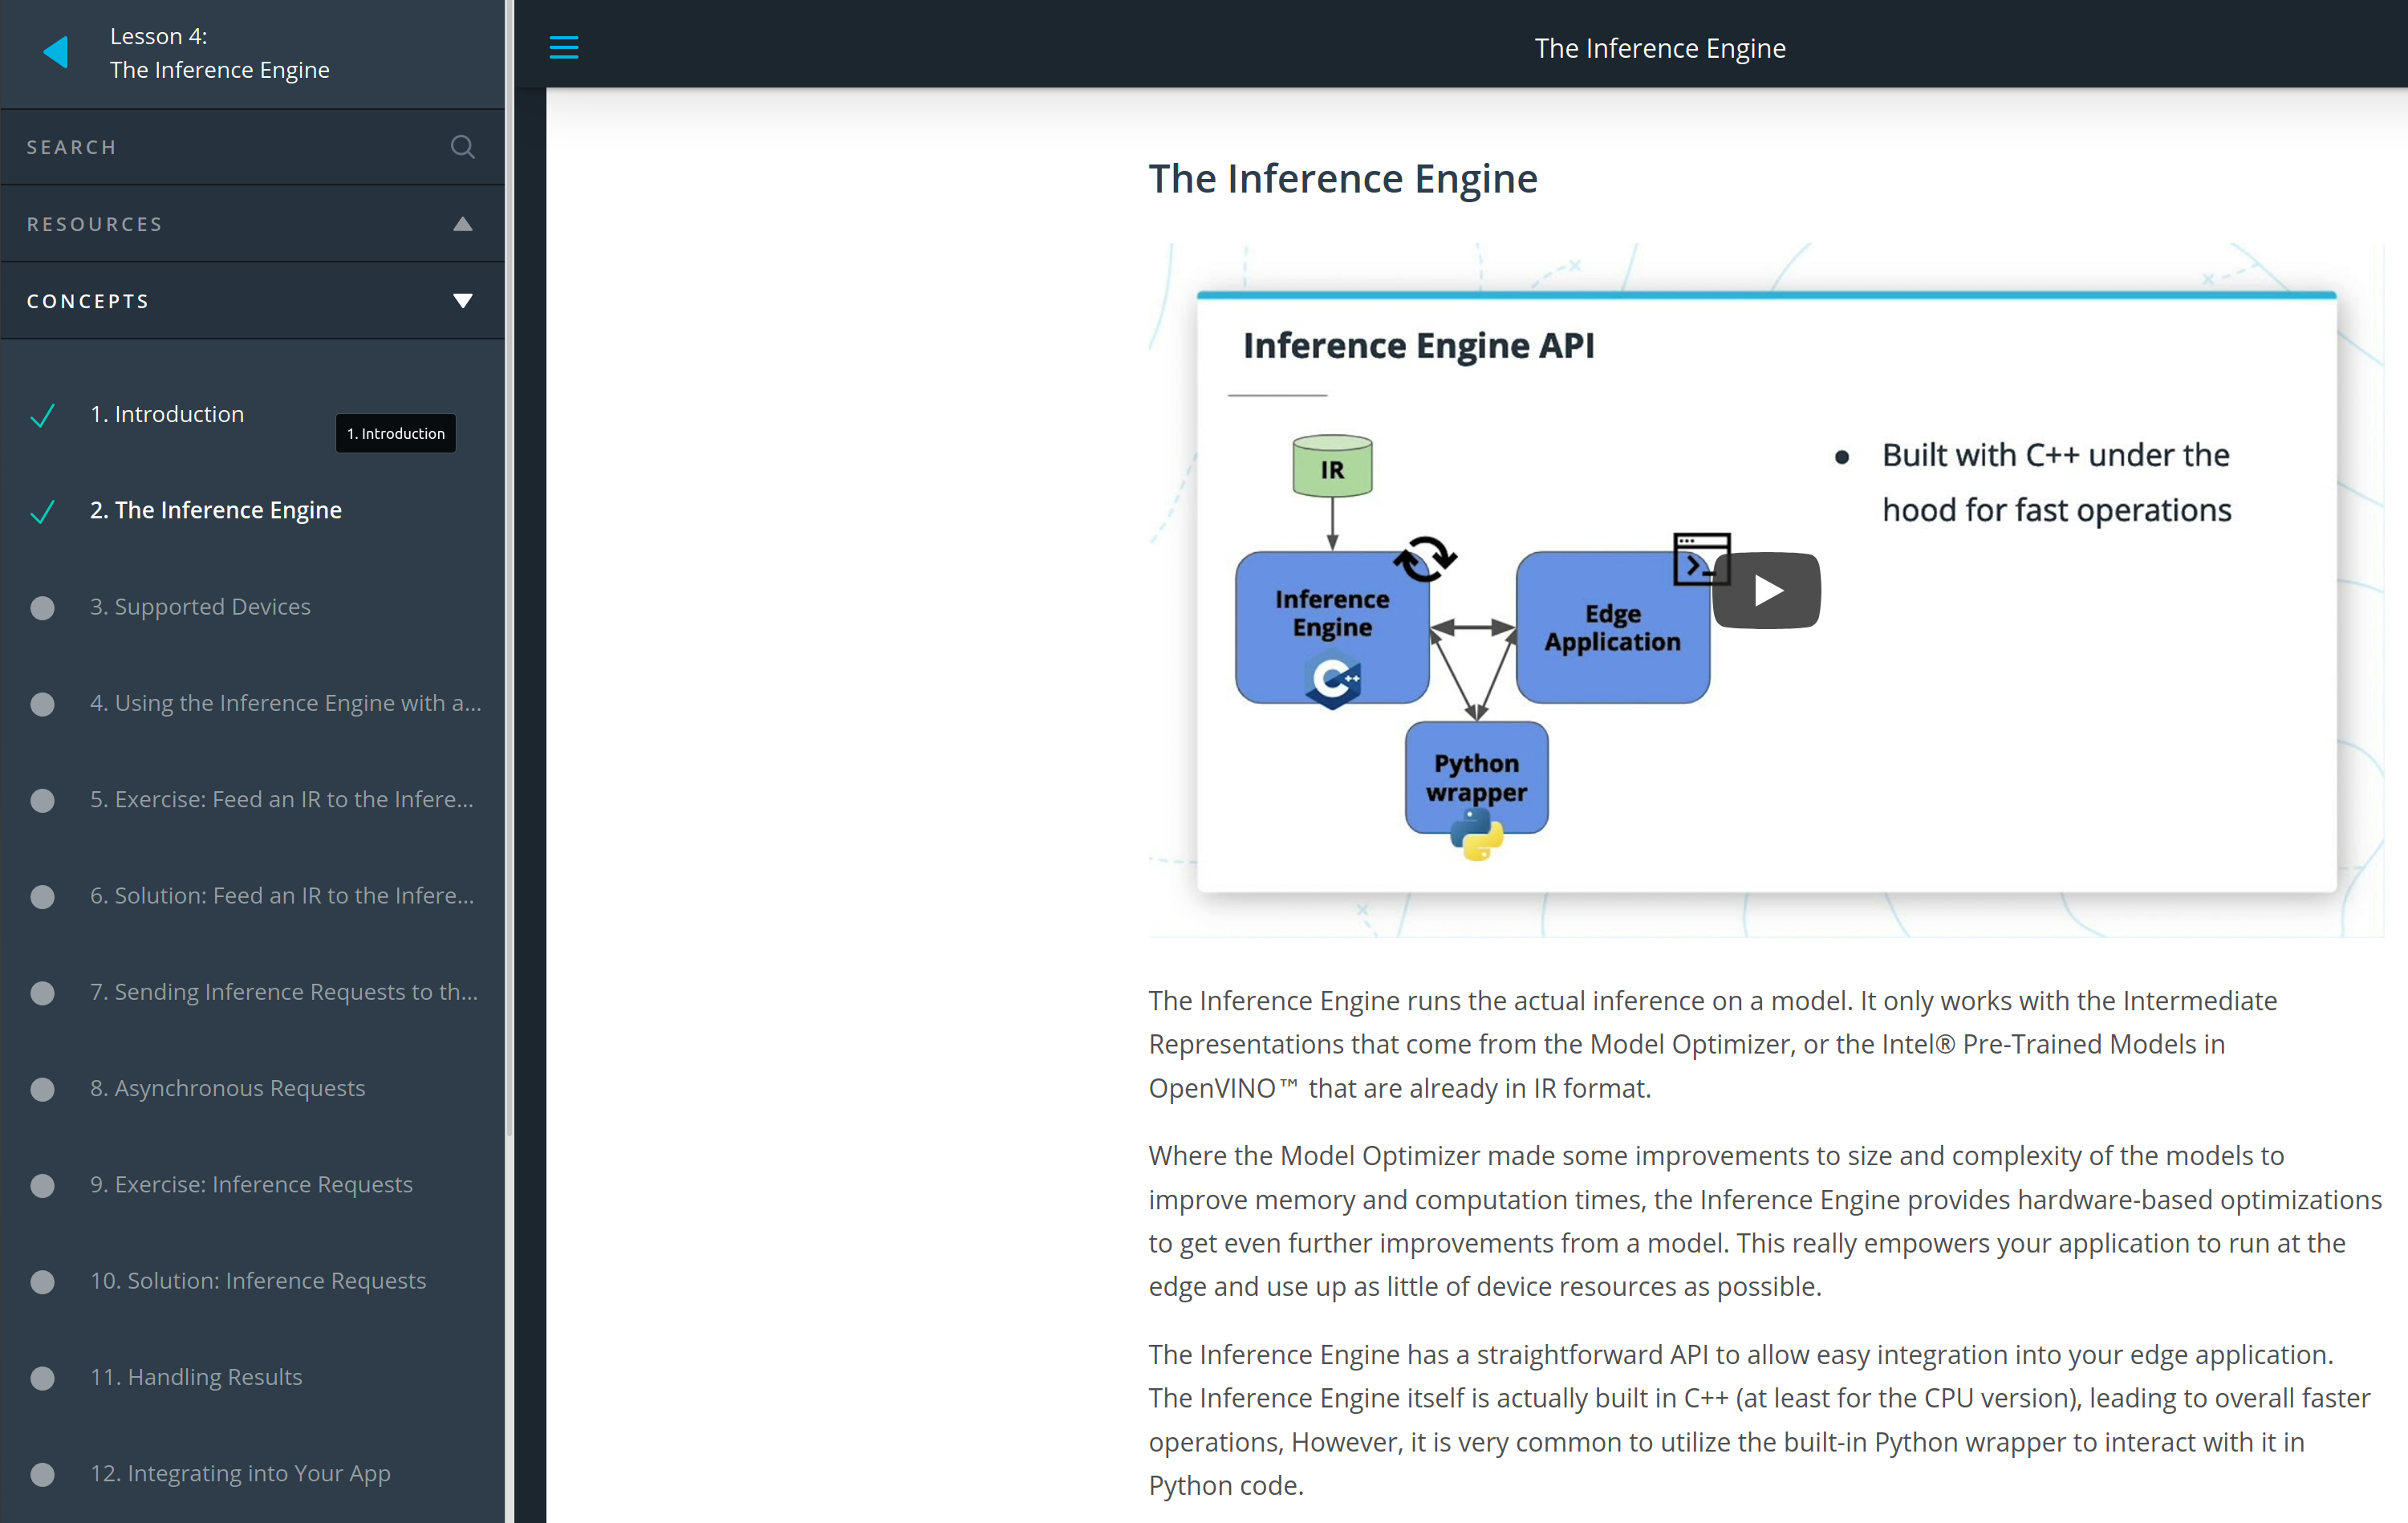 Lesson 4:
The Inference Engine
SEARCH
RESOURCES
CONCEPTS
1. Introduction
1. Introduction
2. The Inference Engine
3. Supported Devices
4. Using the Inference Engine with a...
5. Exercise: Feed an IR to the Infere...
6. Solution: Feed an IR to the Infere...
7. Sending Inference Requests to th...
8. Asynchronous Requests
9. Exercise: Inference Requests
10. Solution: Inference Requests
11. Handling Results
12. Integrating into Your App
The Inference Engine
The Inference Engine
Inference Engine API
IR
Inference
Engine
C++
Edge
Application
Python
wrapper
● Built with C++ under the
hood for fast operations
The Inference Engine runs the actual inference on a model. It only works with the Intermediate
Representations that come from the Model Optimizer, or the Intel® Pre-Trained Models in
OpenVINO™ that are already in IR format.
Where the Model Optimizer made some improvements to size and complexity of the models to
improve memory and computation times, the Inference Engine provides hardware-based optimizations
to get even further improvements from a model. This really empowers your application to run at the
edge and use up as little of device resources as possible.
The Inference Engine has a straightforward API to allow easy integration into your edge application.
The Inference Engine itself is actually built in C++ (at least for the CPU version), leading to overall faster
operations, However, it is very common to utilize the built-in Python wrapper to interact with it in
Python code.